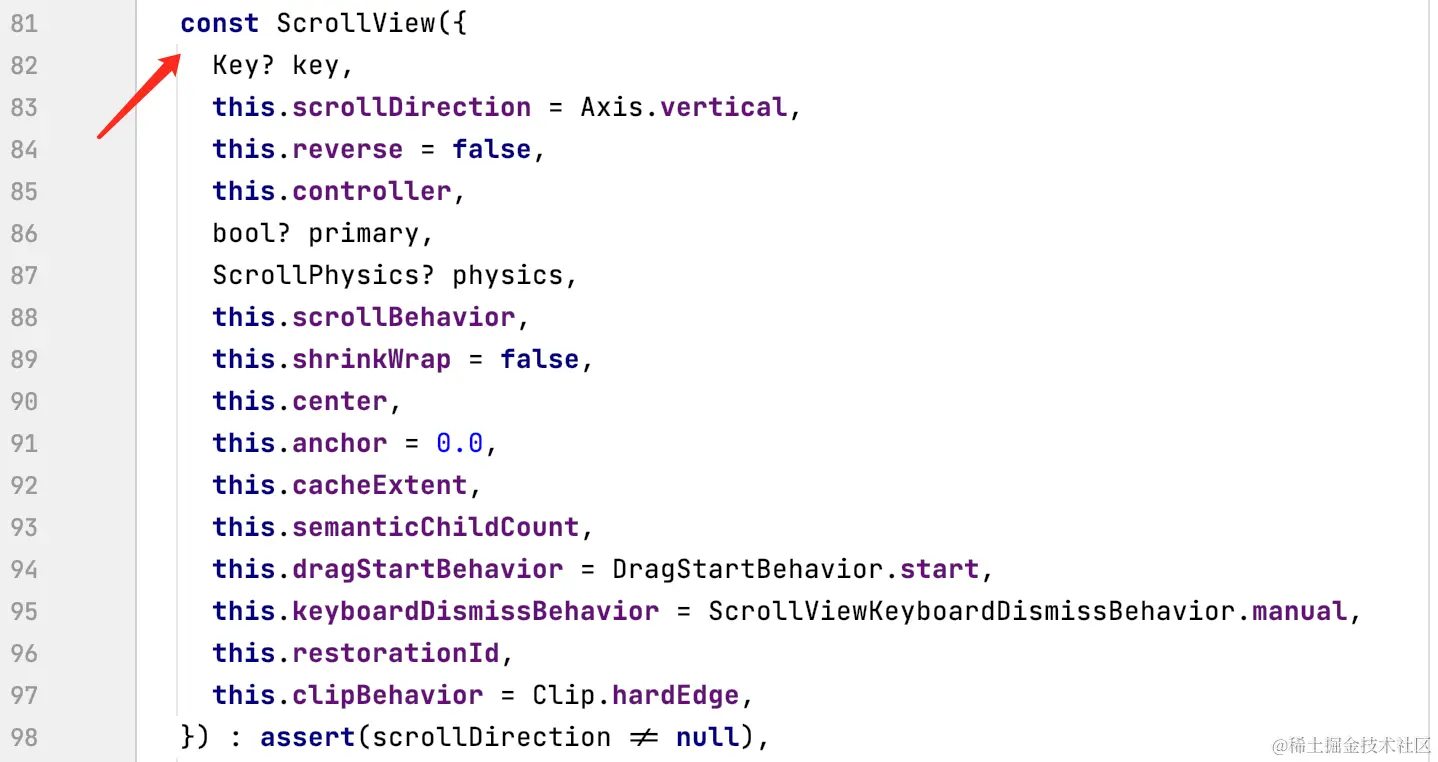 81 const ScrollView({
82 Key? key,
83 this.scrollDirection = Axis.vertical,
84 this.reverse = false,
85 this.controller,
86 bool? primary,
87 ScrollPhysics? physics,
88 this.scrollBehavior,
89 this.shrinkWrap = false,
90 this.center,
91 this.anchor = 0.0,
92 this.cacheExtent,
93 this.semanticChildCount,
94 this.dragStartBehavior = DragStartBehavior.start,
95 this.keyboardDismissBehavior = ScrollViewKeyboardDismissBehavior.manual,
96 this.restorationId,
97 this.clipBehavior = Clip.hardEdge,
98 }) : assert(scrollDirection != null),
@稀土掘金技术社区